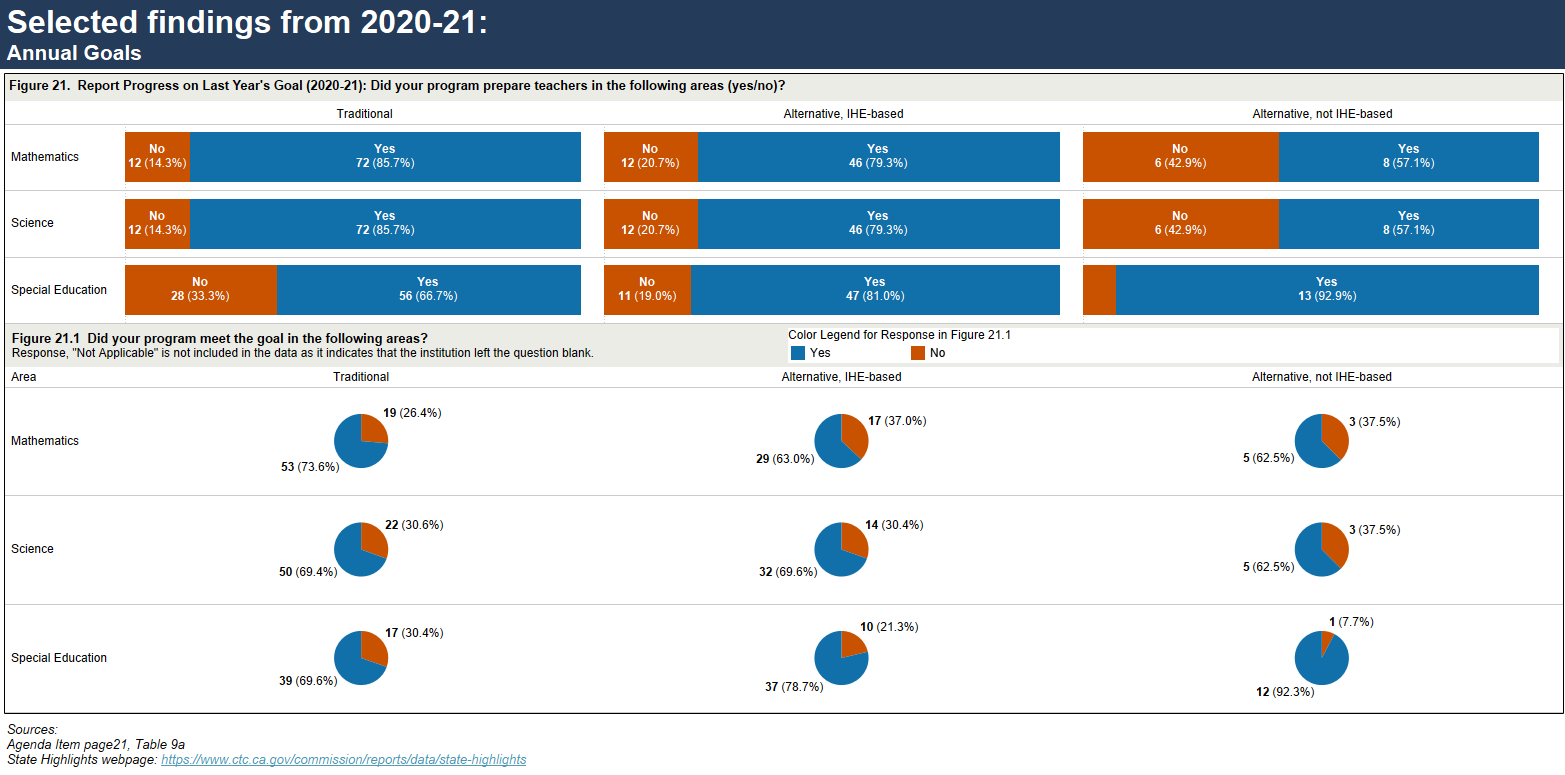 Selected findings from 2020-21:
Annual Goals
Figure 21.  Report Progress on Last Year's Goal (2020-21): Did your program prepare teachers in the following areas (yes/no)?
Traditional Alternative, IHE-based Alternative, not IHE-based
Mathematics
No Yes No Yes No Yes
12 (14.3%) 72 (85.7%) 12 (20.7%) 46 (79.3%) 6 (42.9%) 8 (57.1%)
Science
No Yes No Yes No Yes
12 (14.3%) 72 (85.7%) 12 (20.7%) 46 (79.3%) 6 (42.9%) 8 (57.1%)
Special Education
No Yes No Yes Yes
28 (33.3%) 56 (66.7%) 11 (19.0%) 47 (81.0%) 13 (92.9%)
Figure 21.1  Did your program meet the goal in the following areas?
Response, "Not Applicable" is not included in the data as it indicates that the institution left the question blank.
Color Legend for Response in Figure 21.1
Yes No
Area Traditional Alternative, IHE-based Alternative, not IHE-based
Mathematics
19 (26.4%) 17 (37.0%) 3 (37.5%)
53 (73.6%) 29 (63.0%) 5 (62.5%)
Science
22 (30.6%) 14 (30.4%) 3 (37.5%)
50 (69.4%) 32 (69.6%) 5 (62.5%)
Special Education
17 (30.4%) 10 (21.3%) 1 (7.7%)
39 (69.6%) 37 (78.7%) 12 (92.3%)
Sources:
Agenda Item page21, Table 9a
State Highlights webpage: https://www.ctc.ca.gov/commission/reports/data/state-highlights